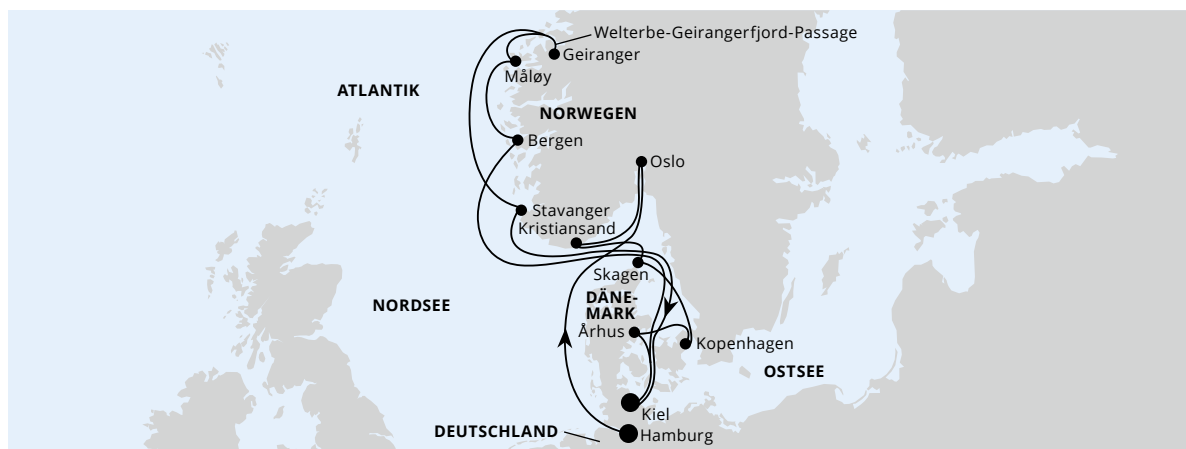 Welterbe-Geirangerfjord-Passage
Geiranger
Måløy
ATLANTIK
NORWEGEN
Bergen
Oslo
Stavanger
Kristiansand
Skagen
NORDSEE
DÄNE-
MARK
Århus
Kopenhagen
OSTSEE
Kiel
DEUTSCHLAND
Hamburg